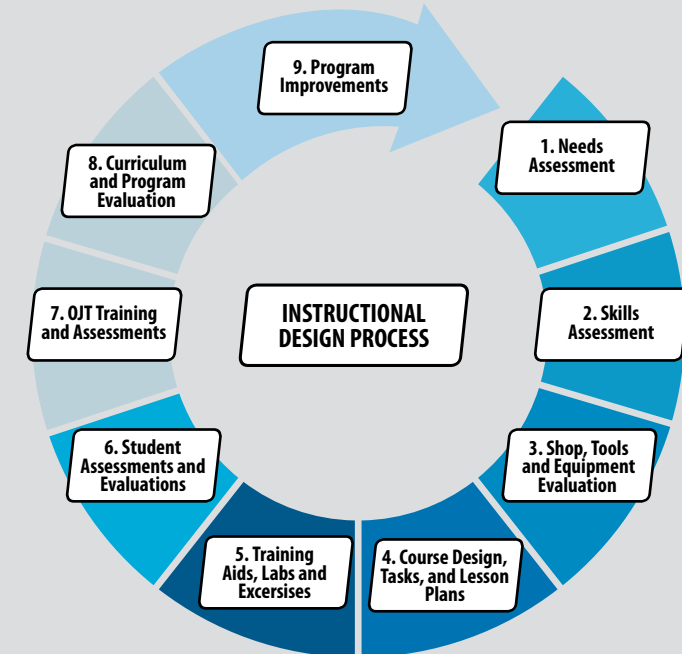 9. Program
Improvements
1. Needs
Assessment
8. Curriculum
and Program
Evaluation
2. Skills
Assessment
INSTRUCTIONAL
DESIGN PROCESS
7. OJT Training
and Assessments
3. Shop, Tools
and Equipment
Evaluation
6. Student
Assessments and
Evaluations
4. Course Design,
Tasks, and Lesson
Plans
5. Training
Aids, Labs and
Excersises